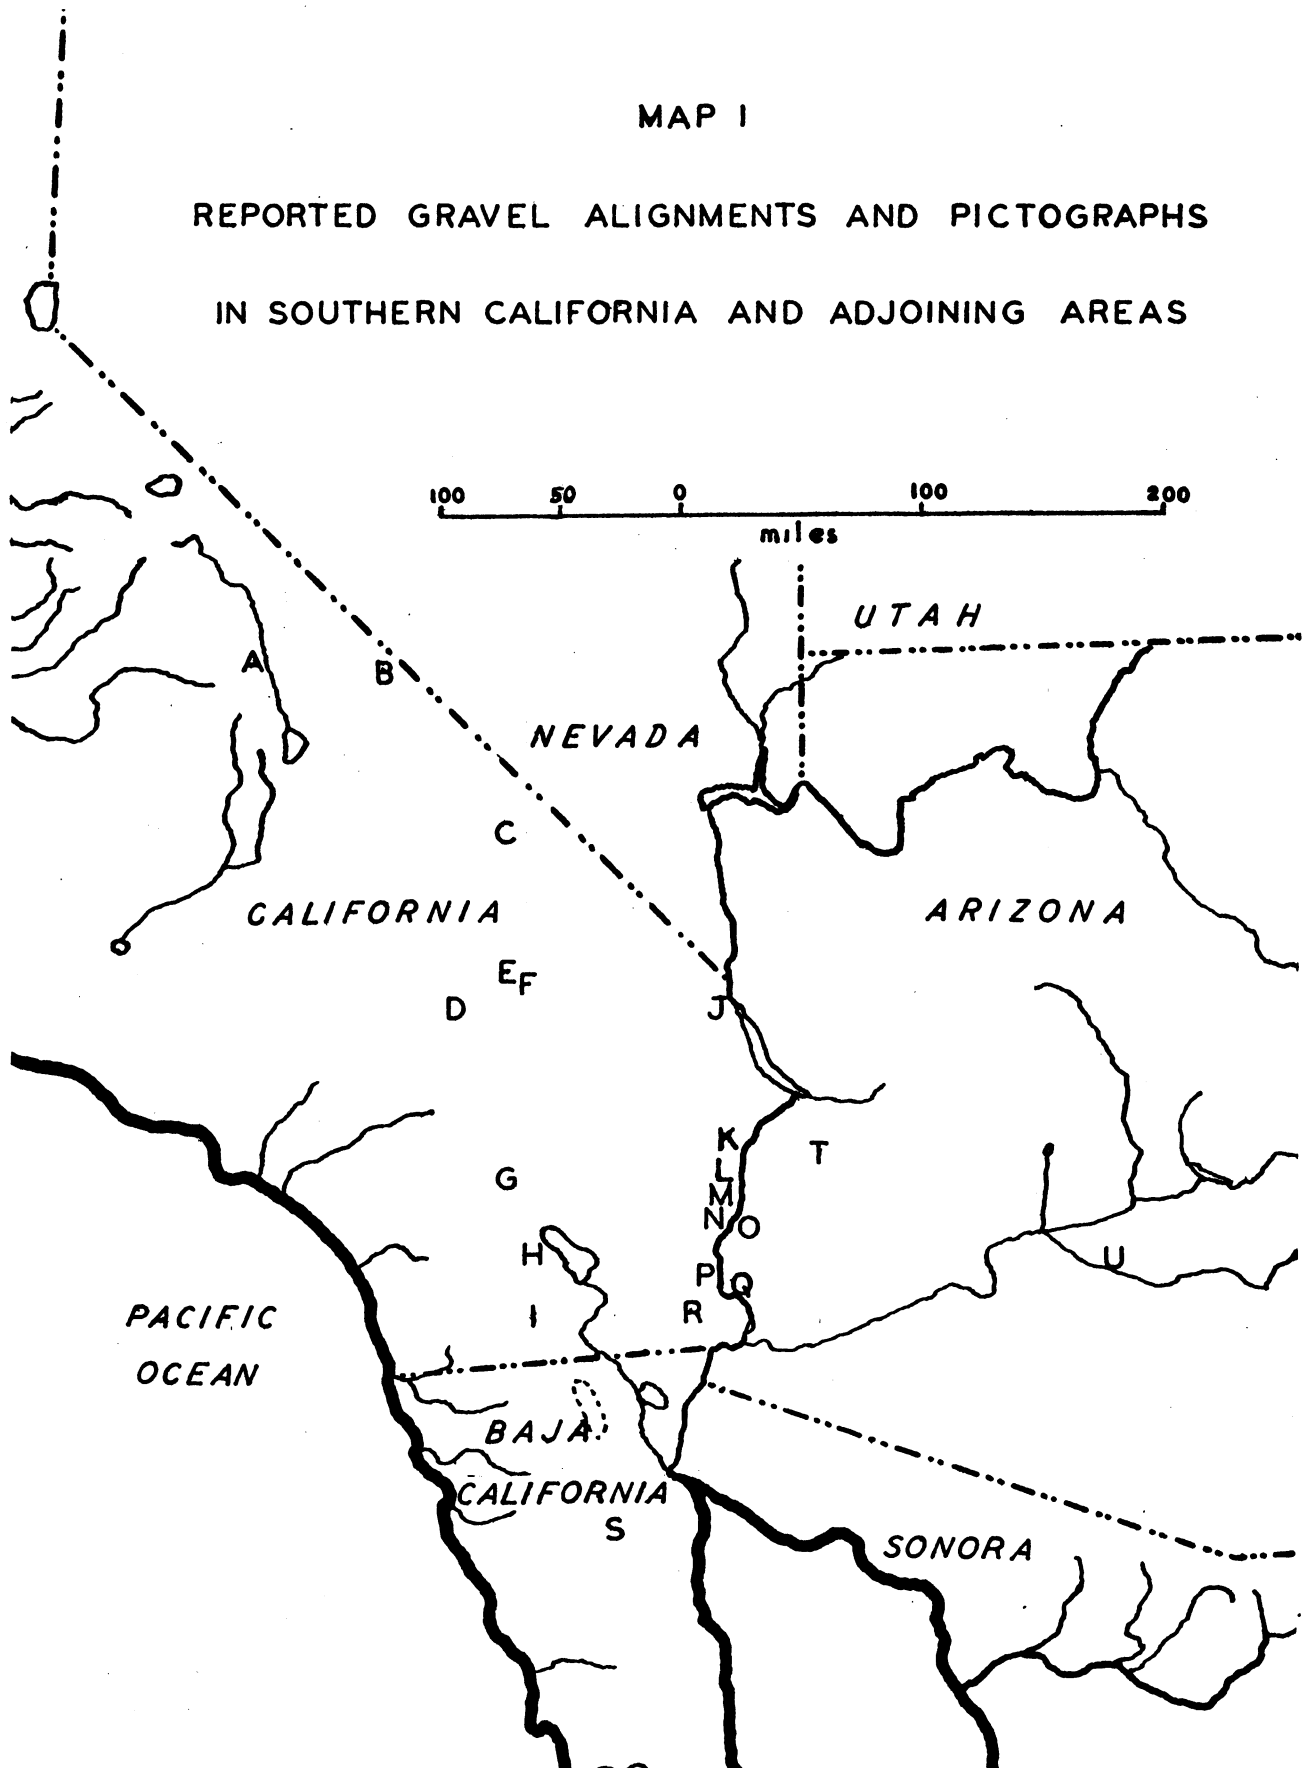 MAP 1
REPORTED GRAVEL ALIGNMENTS AND PICTOGRAPHS
IN SOUTHERN CALIFORNIA AND ADJOINING AREAS
100 50 0 100 200
miles
UTAH
A
B
NEVADA
C
CALIFORNIA
ARIZONA
E
F
D
J
K
T
L
G
M
N
O
H
U
P
Q
R
I
PACIFIC
OCEAN
BAJA
CALIFORNIA
S
SONORA